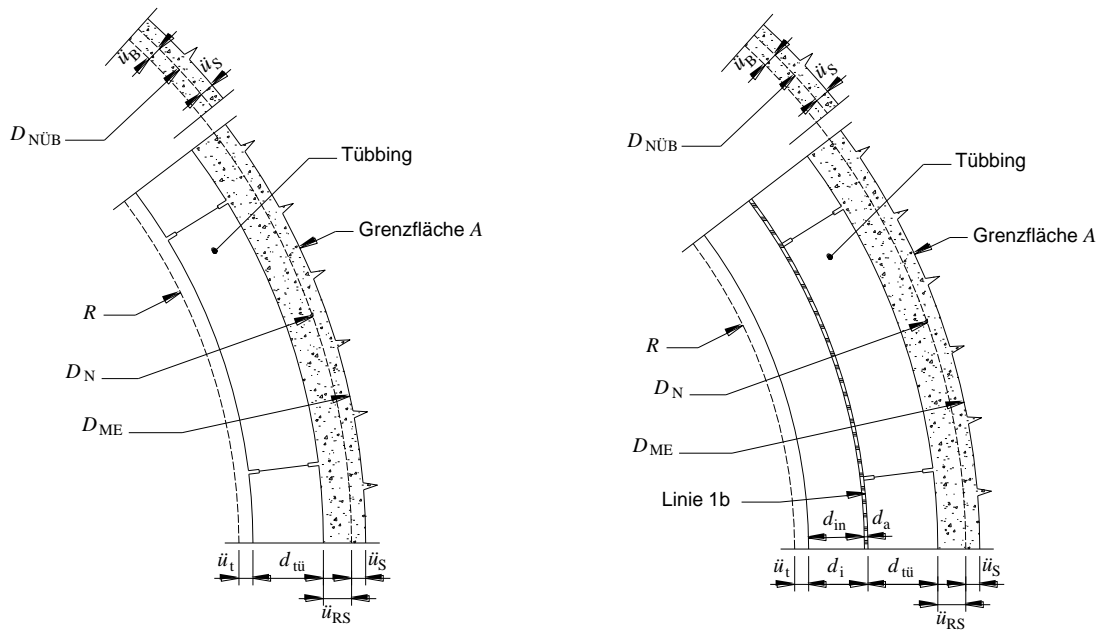 ü_B
ü_S
D_NÜB
Tübbing
Grenzfläche A
R
D_N
D_ME
ü_t
d_tü
ü_S
ü_RS
ü_B
ü_S
D_NÜB
Tübbing
Grenzfläche A
R
D_N
D_ME
Linie 1b
d_in
d_a
ü_t
d_i
d_tü
ü_S
ü_RS